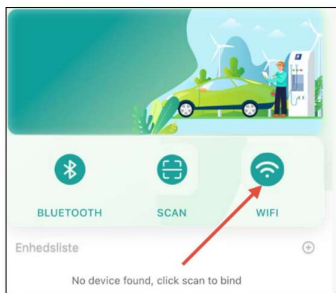 BLUETOOTH SCAN WIFI
Enhedsliste
No device found, click scan to bind